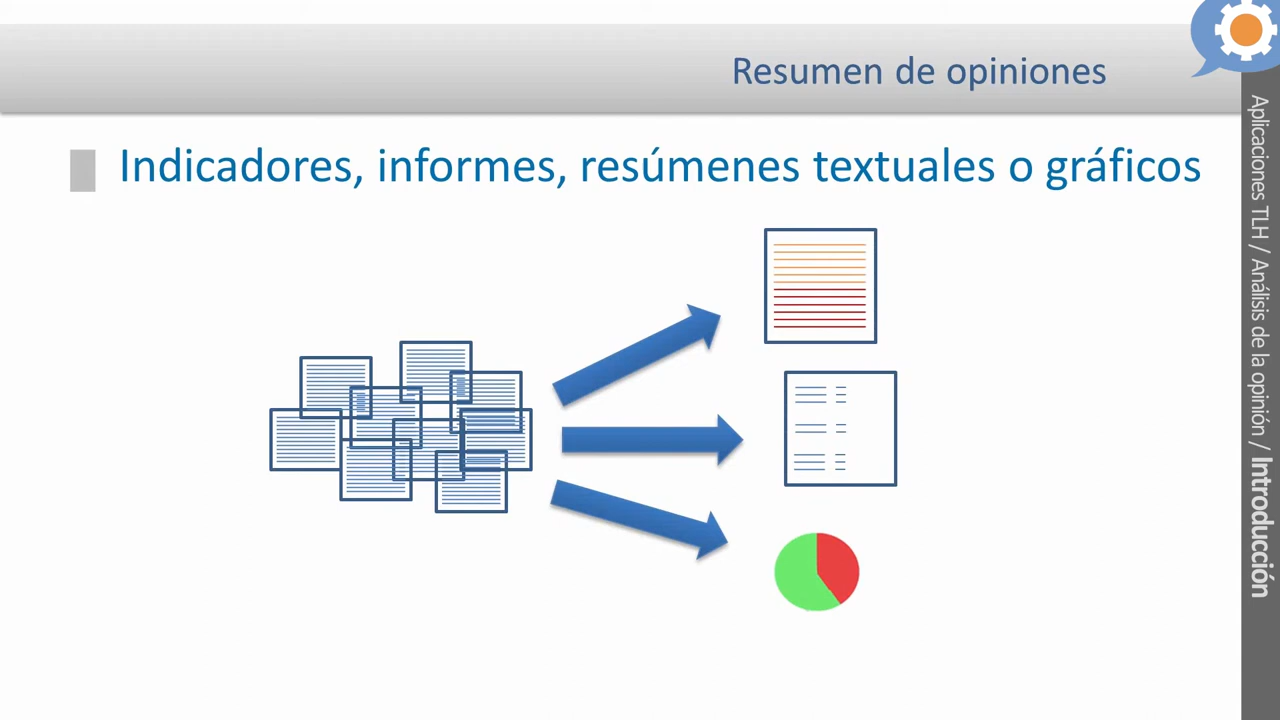 Resumen de opiniones
Indicadores, informes, resúmenes textuales o gráficos
Aplicaciones TLH / Análisis de la opinión / Introducción